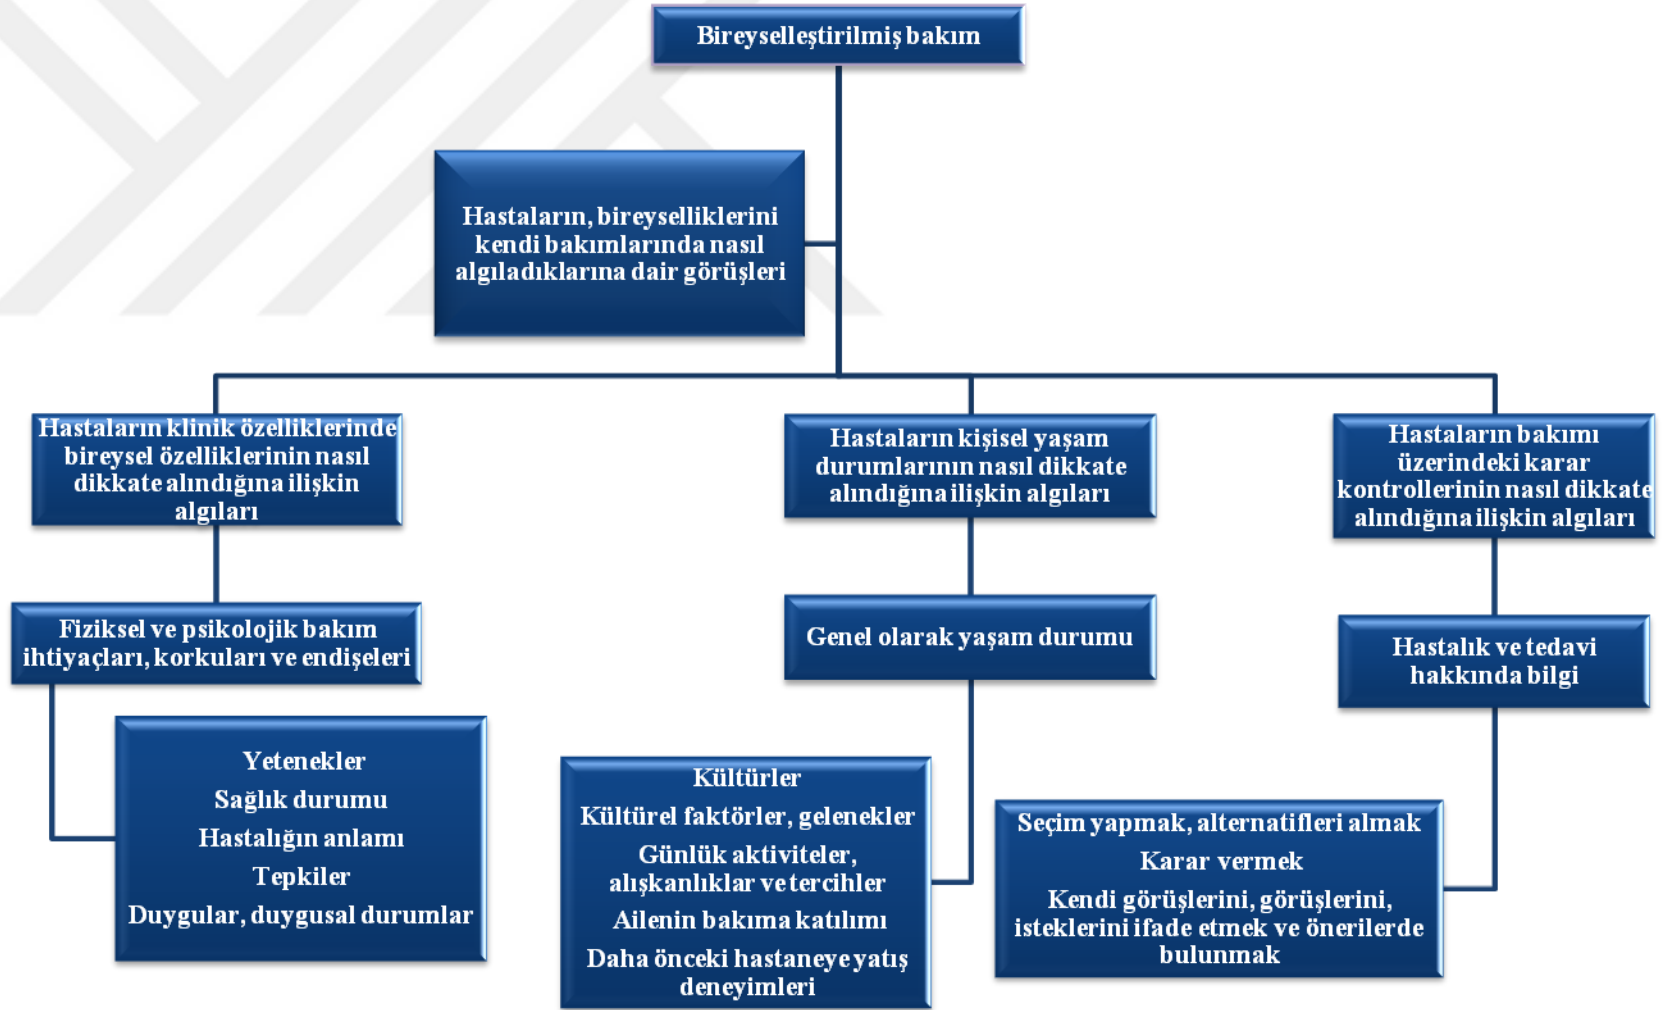 Bireyselleştirilmiş bakım
Hastaların, bireyselliklerini
kendi bakımlarında nasıl
algıladıklarına dair görüşleri
Hastaların klinik özelliklerinde
bireysel özelliklerinin nasıl
dikkate alındığına ilişkin
algıları
Fiziksel ve psikolojik bakım
ihtiyaçları, korkuları ve endişeleri
Yetenekler
Sağlık durumu
Hastalığın anlamı
Tepkiler
Duygular, duygusal durumlar
Hastaların kişisel yaşam
durumlarının nasıl dikkate
alındığına ilişkin algıları
Genel olarak yaşam durumu
Kültürler
Kültürel faktörler, gelenekler
Günlük aktiviteler,
alışkanlıklar ve tercihler
Ailenin bakıma katılımı
Daha önceki hastaneye yatış
deneyimleri
Hastaların bakımı
üzerindeki karar
kontrollerinin nasıl dikkate
alındığına ilişkin algıları
Hastalık ve tedavi
hakkında bilgi
Seçim yapmak, alternatifleri almak
Karar vermek
Kendi görüşlerini, görüşlerini,
isteklerini ifade etmek ve önerilerde
bulunmak